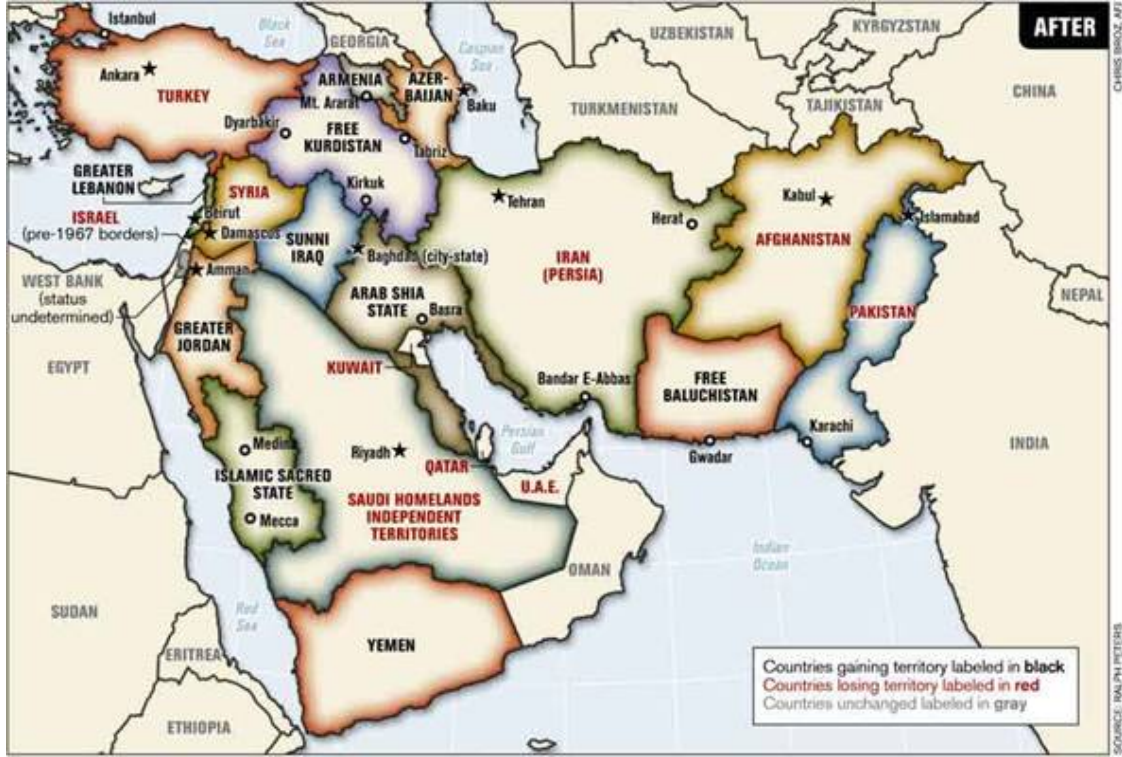 AFTER
CHRIS BROZ, AFJ
Istanbul
Black
Sea
GEORGIA
Caspian
Sea
UZBEKISTAN
KYRGYZSTAN
Ankara
TURKEY
ARMENIA
Mt. Ararat
AZER-
BAIJAN
Baku
TURKMENISTAN
TAJIKISTAN
CHINA
Dyarbakir
FREE
KURDISTAN
Tabriz
GREATER
LEBANON
SYRIA
Kirkuk
Tehran
Herat
Kabul
Islamabad
ISRAEL
(pre-1967 borders)
Beirut
Damascus
SUNNI
IRAQ
Baghdad (city-state)
IRAN
(PERSIA)
AFGHANISTAN
WEST BANK
(status
undetermined)
Amman
ARAB SHIA
STATE
Basra
PAKISTAN
NEPAL
GREATER
JORDAN
EGYPT
KUWAIT
Bandar E-Abbas
FREE
BALUCHISTAN
Karachi
INDIA
Medina
Riyadh
Persian
Gulf
Gwadar
ISLAMIC SACRED
STATE
QATAR
U.A.E.
Mecca
SAUDI HOMELANDS
INDEPENDENT
TERRITORIES
OMAN
Indian
Ocean
SUDAN
Red
Sea
YEMEN
ERITREA
ETHIOPIA
Countries gaining territory labeled in black
Countries losing territory labeled in red
Countries unchanged labeled in gray
SOURCE: RALPH PETERS